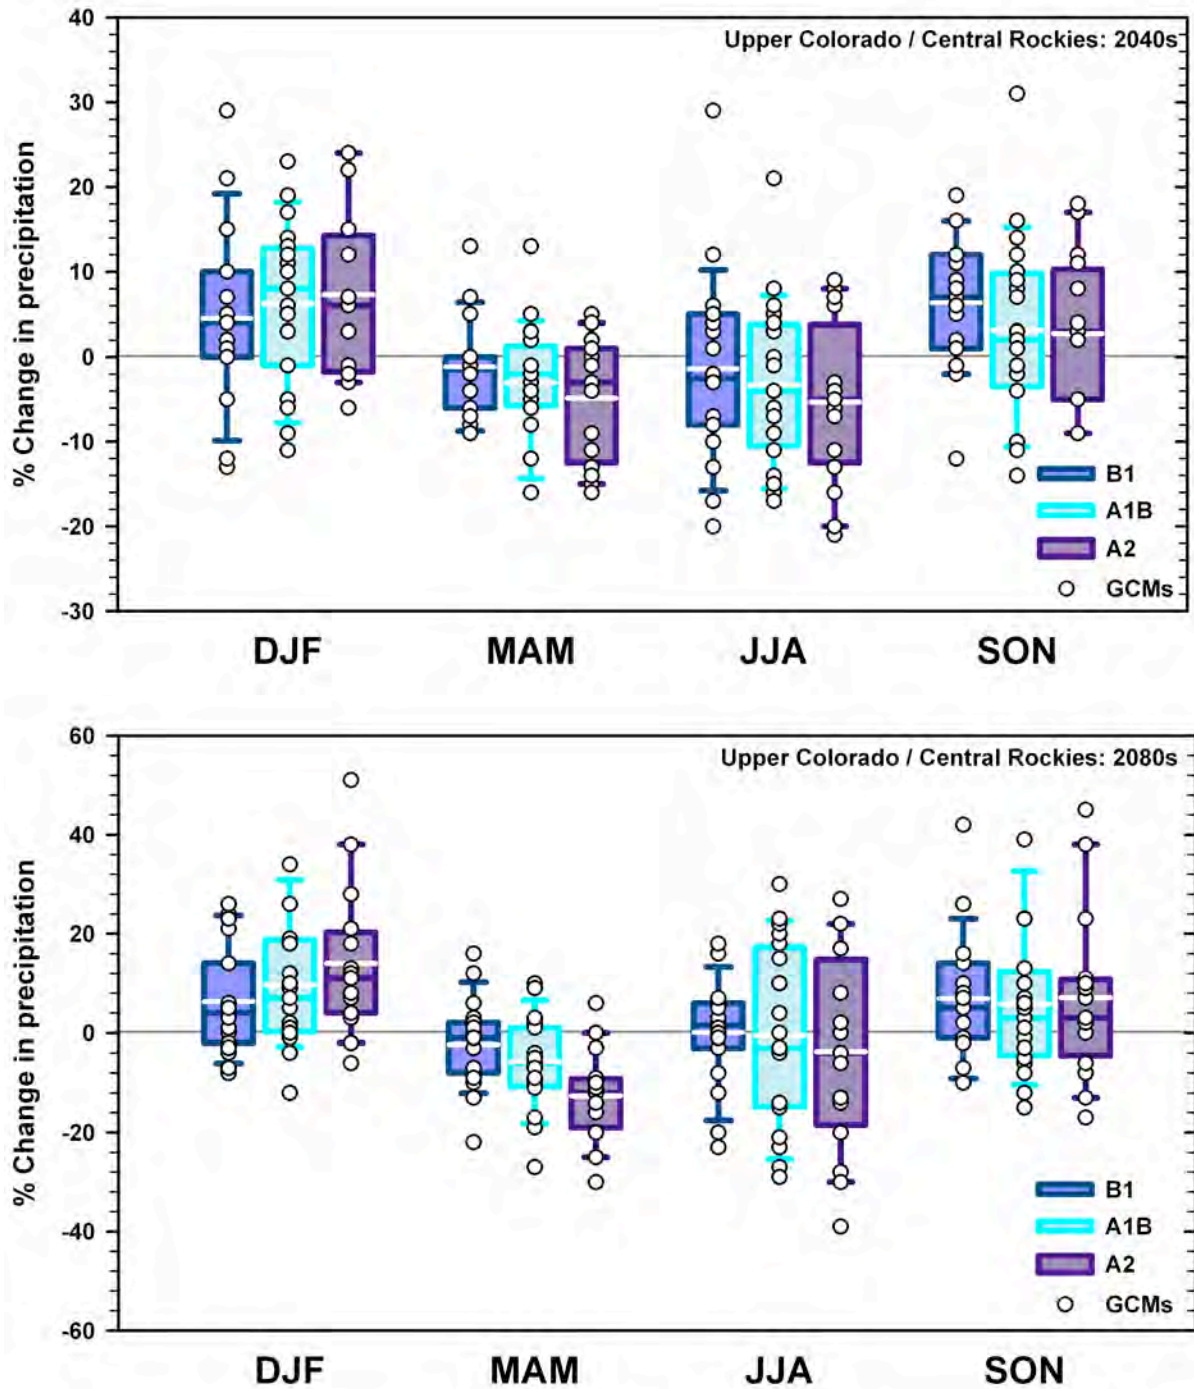 40
Upper Colorado / Central Rockies: 2040s
30
20
10
0
-10
-20
-30
% Change in precipitation
B1
A1B
A2
GCMs
DJF MAM JJA SON
60
Upper Colorado / Central Rockies: 2080s
40
20
0
-20
-40
-60
% Change in precipitation
B1
A1B
A2
GCMs
DJF MAM JJA SON